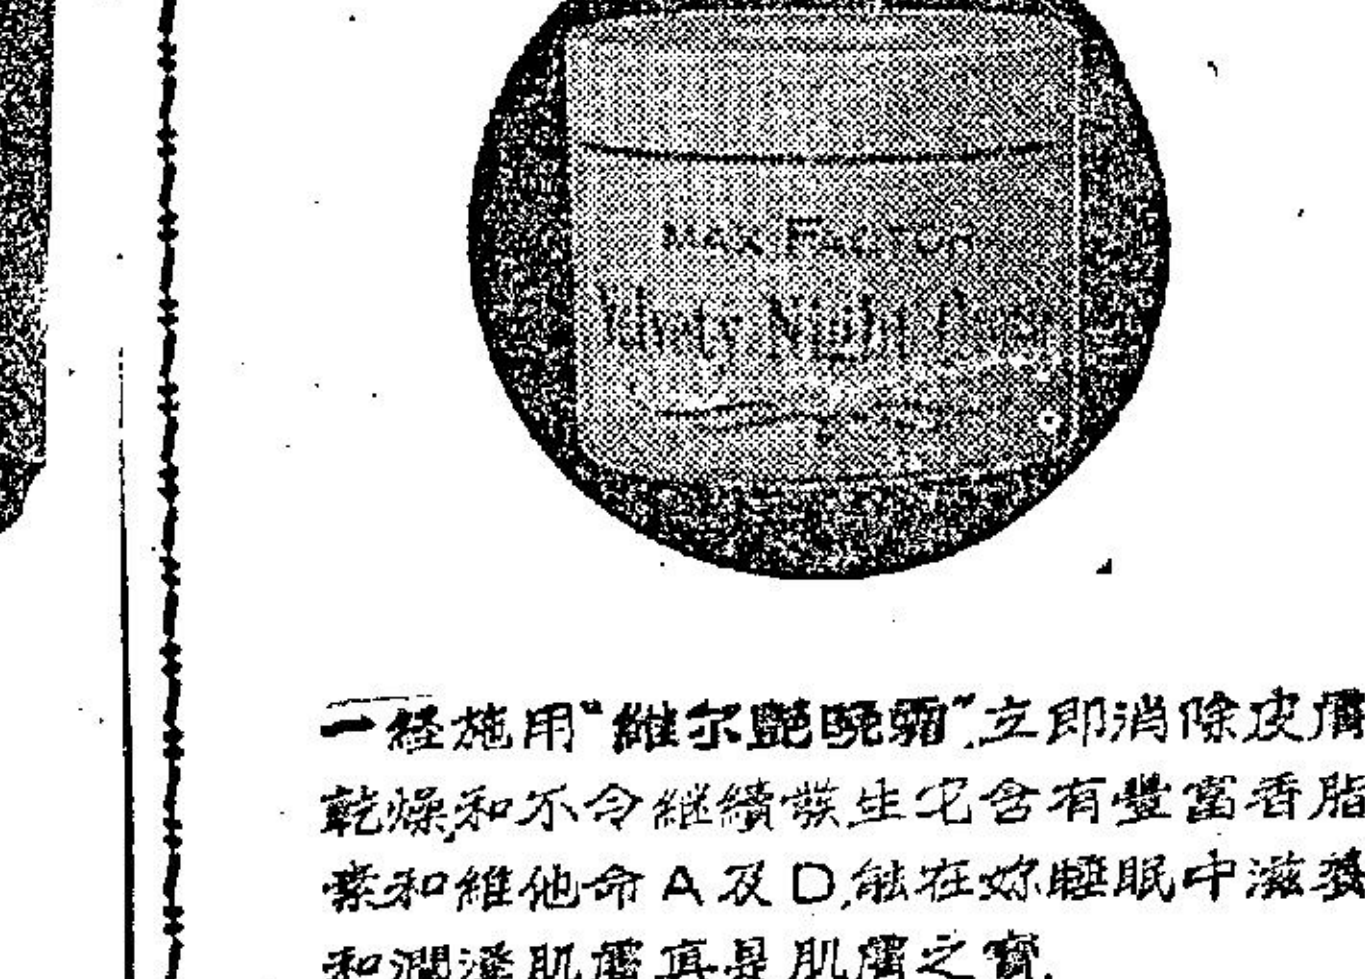 MAX FACTOR
Night
一経施用“維尔艷晚霜”,立即消除皮膚
乾燥,和不令継續發生它含有豐富香脂
素和維他命A及D,能在妳睡眠中滋養
和潤澤肌膚真是肌膚之寶.